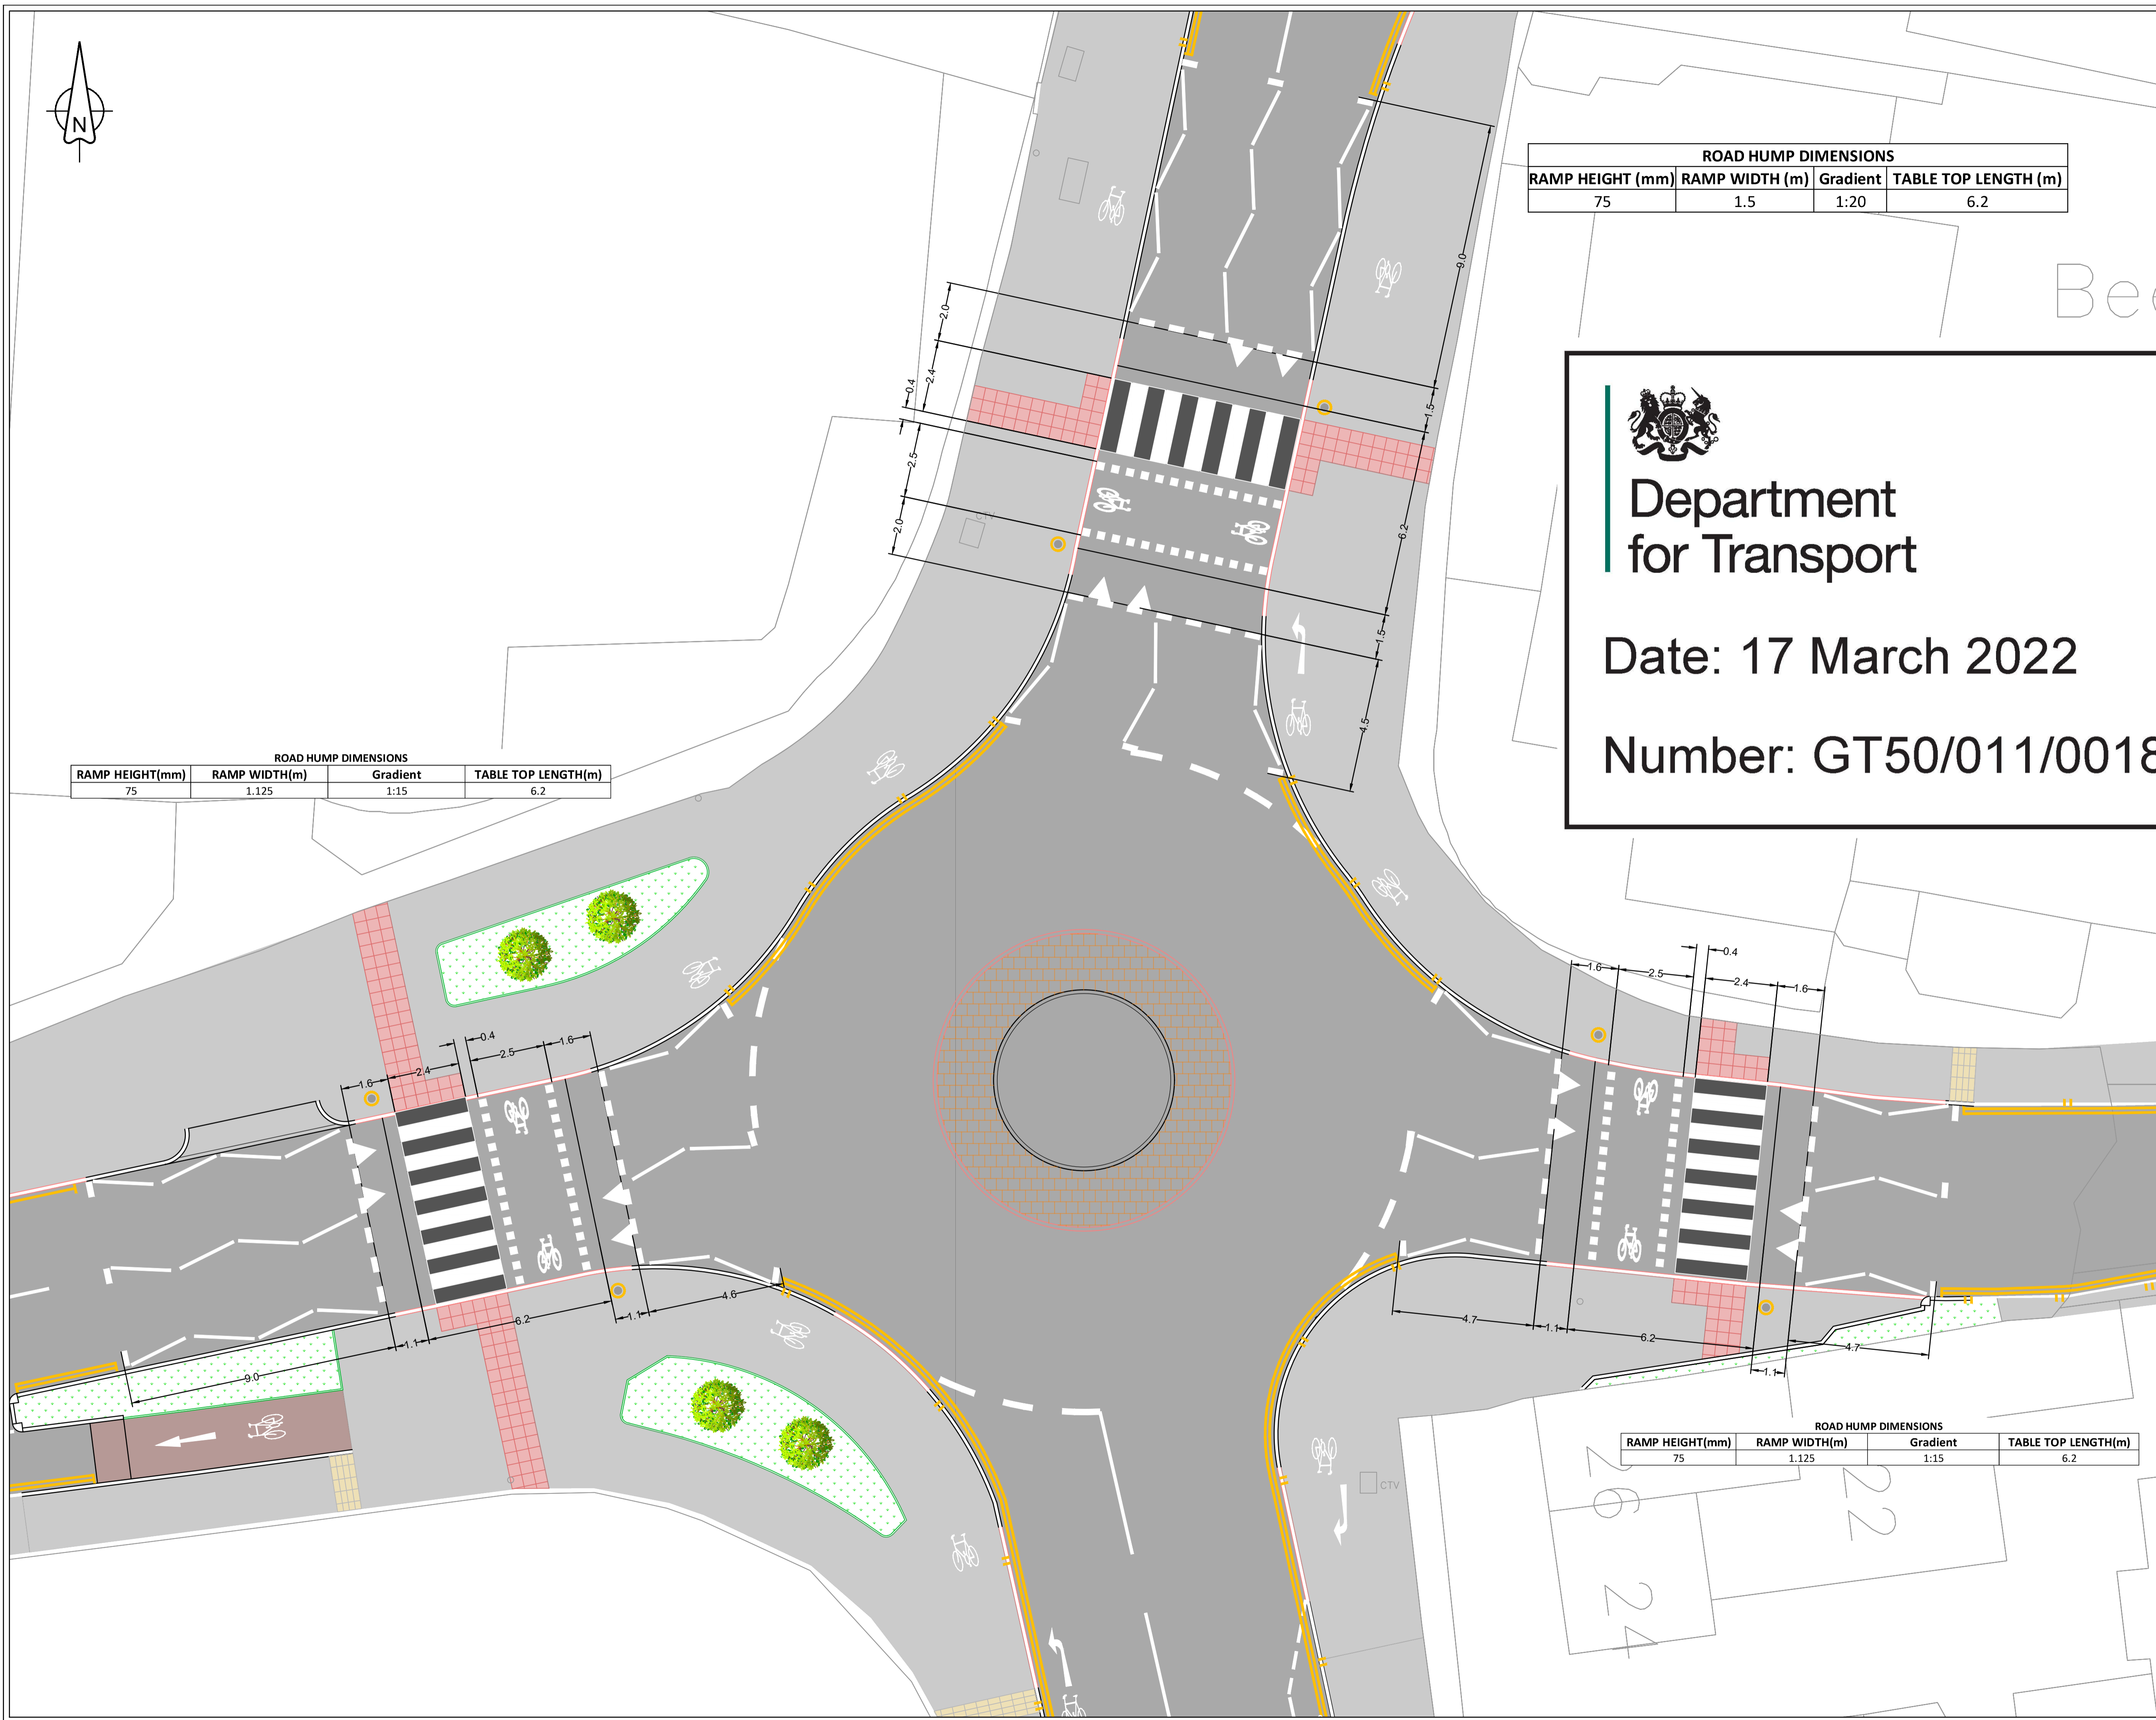 N
ROAD HUMP DIMENSIONS
RAMP HEIGHT (mm) RAMP WIDTH (m) Gradient TABLE TOP LENGTH (m)
75 1.5 1:20 6.2
9.0
2.0
2.4
0.4
1.5
2.5
CTV
2.0
6.2
1.5
4.5
Department
for Transport
Date: 17 March 2022
Number: GT50/011/0018
ROAD HUMP DIMENSIONS
RAMP HEIGHT(mm) RAMP WIDTH(m) Gradient TABLE TOP LENGTH(m)
75 1.125 1:15 6.2
0.4
1.6 2.5 2.4 1.6
0.4
1.6 2.4 2.5 1.6
4.6
6.2
1.1
1.1
9.0
4.7
1.1
6.2
4.7
1.1
ROAD HUMP DIMENSIONS
RAMP HEIGHT(mm) RAMP WIDTH(m) Gradient TABLE TOP LENGTH(m)
75 1.125 1:15 6.2
CTV
26
22
24